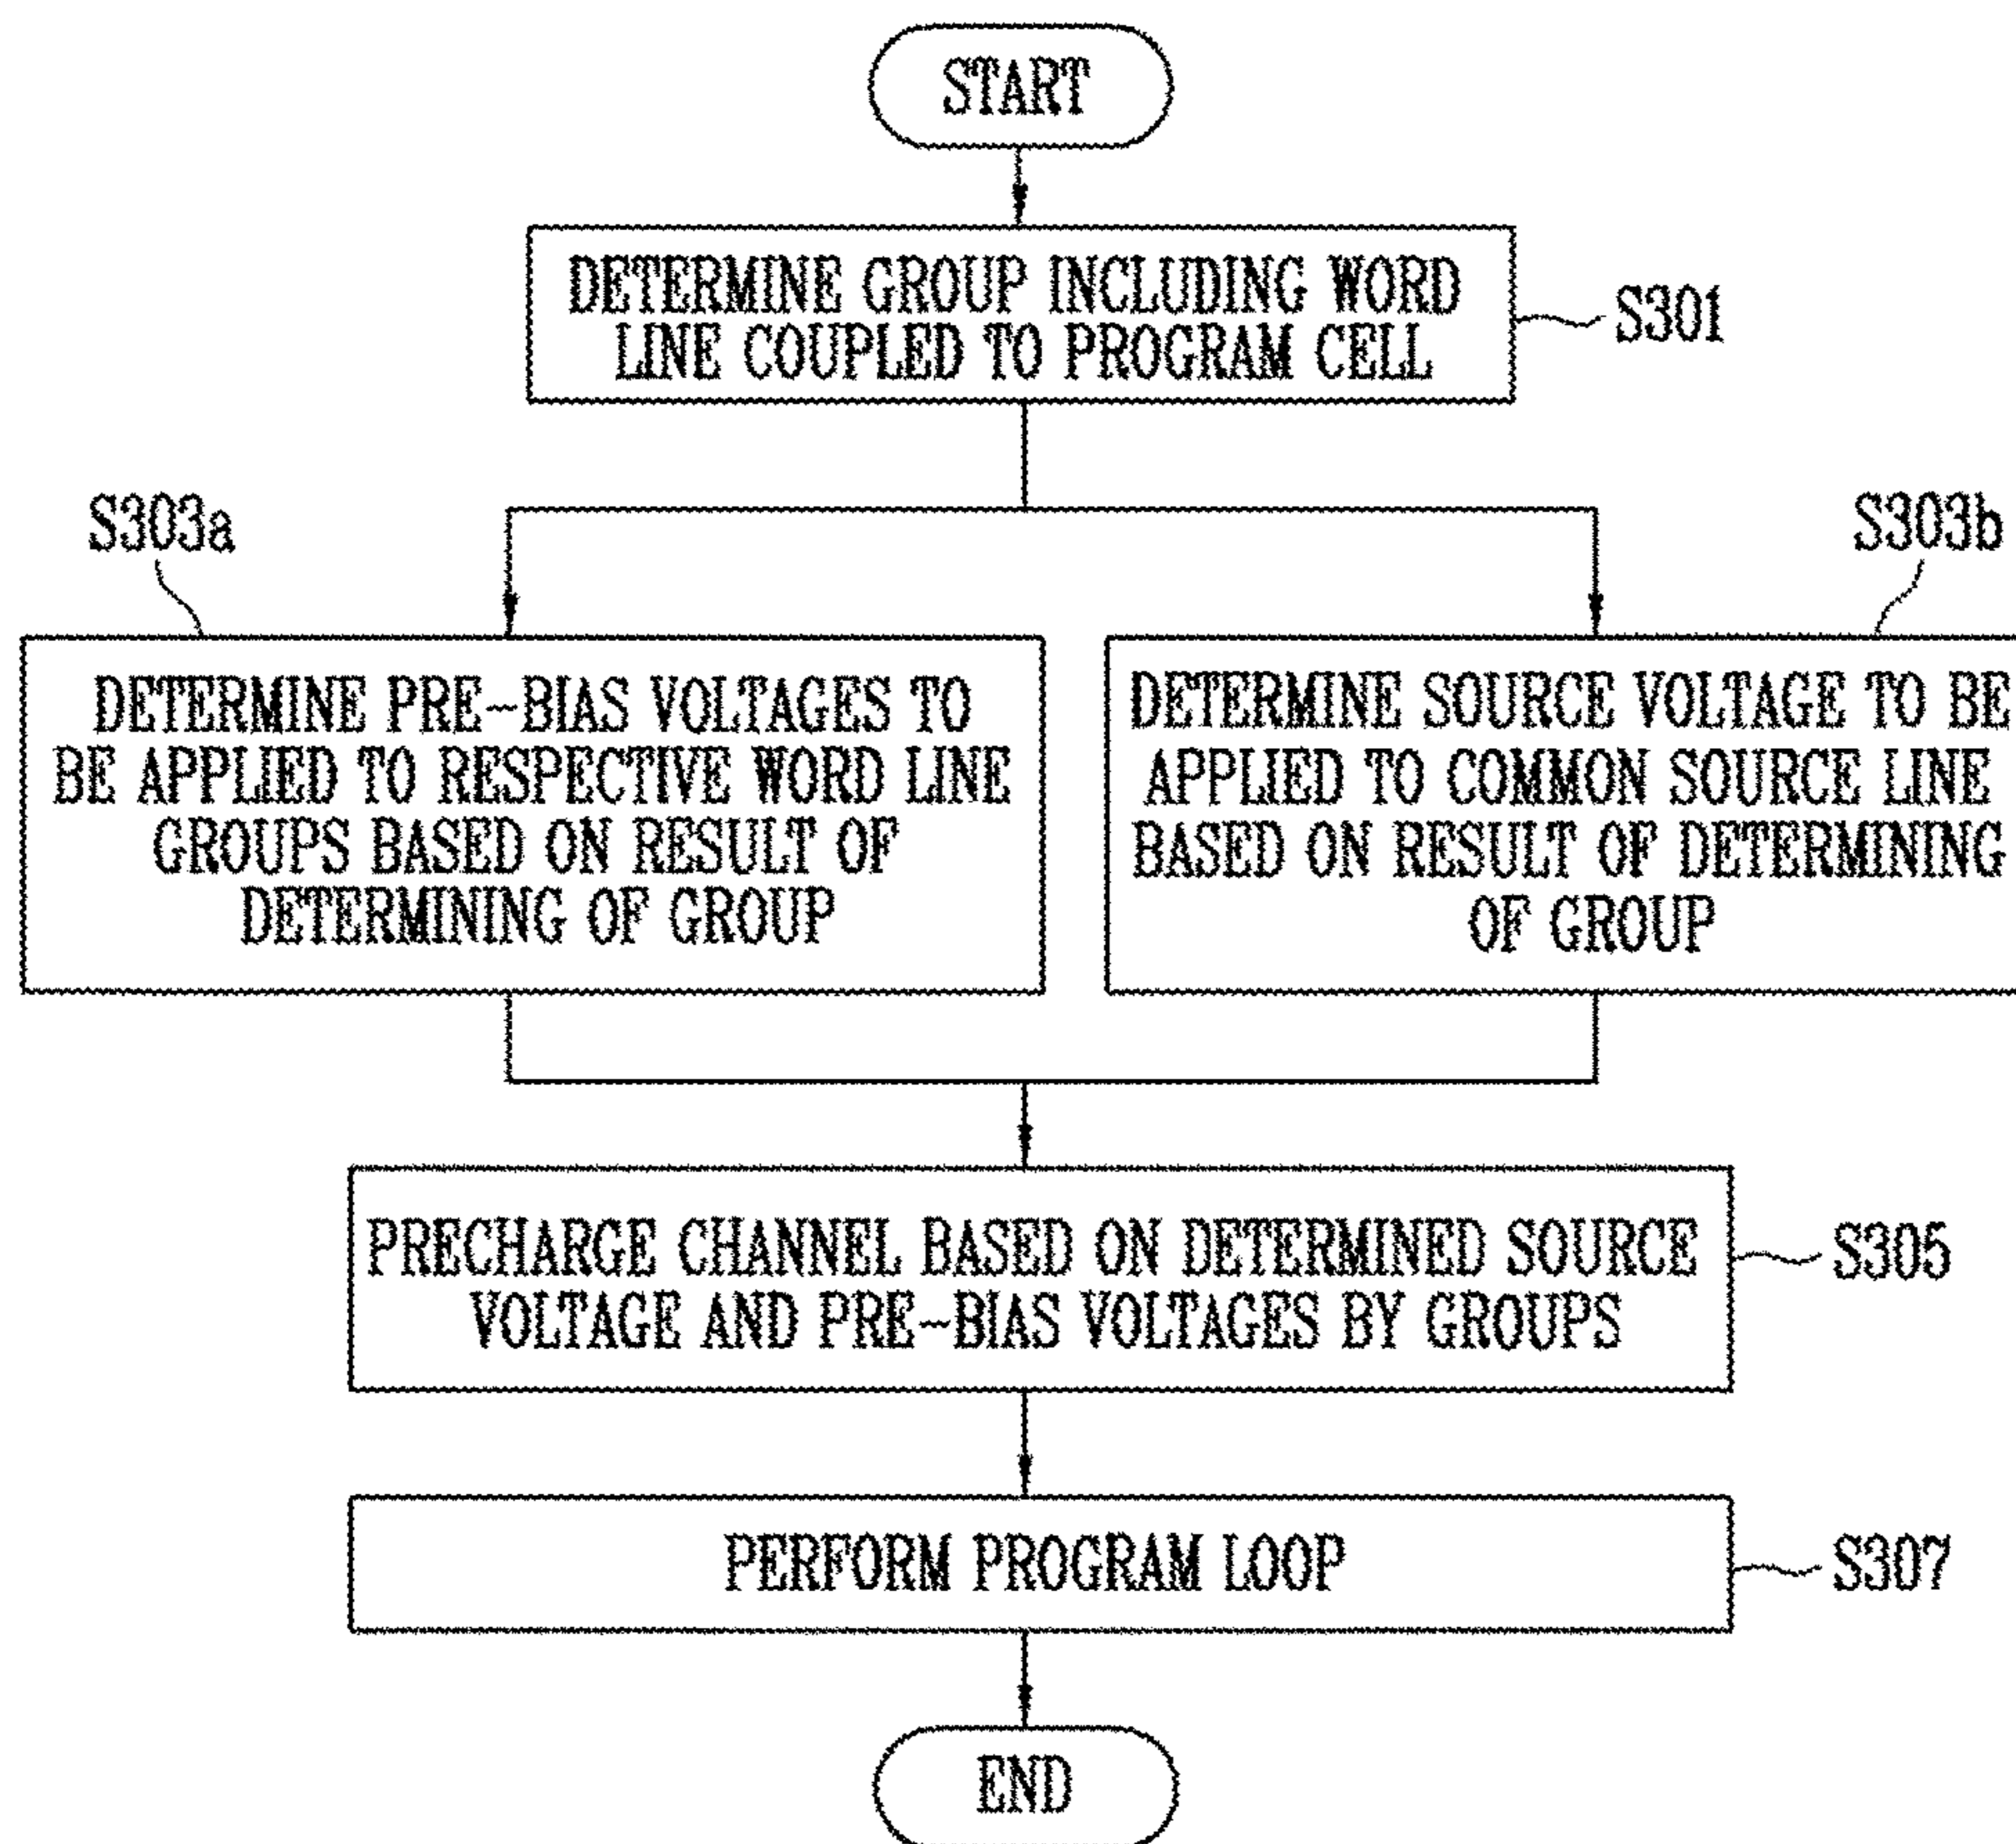 START
DETERMINE GROUP INCLUDING WORD
LINE COUPLED TO PROGRAM CELL
S301
S303a
S303b
DETERMINE PRE-BIAS VOLTAGES TO
BE APPLIED TO RESPECTIVE WORD LINE
GROUPS BASED ON RESULT OF
DETERMINING OF GROUP
DETERMINE SOURCE VOLTAGE TO BE
APPLIED TO COMMON SOURCE LINE
BASED ON RESULT OF DETERMINING
OF GROUP
PRECHARGE CHANNEL BASED ON DETERMINED SOURCE
VOLTAGE AND PRE-BIAS VOLTAGES BY GROUPS
S305
PERFORM PROGRAM LOOP
S307
END